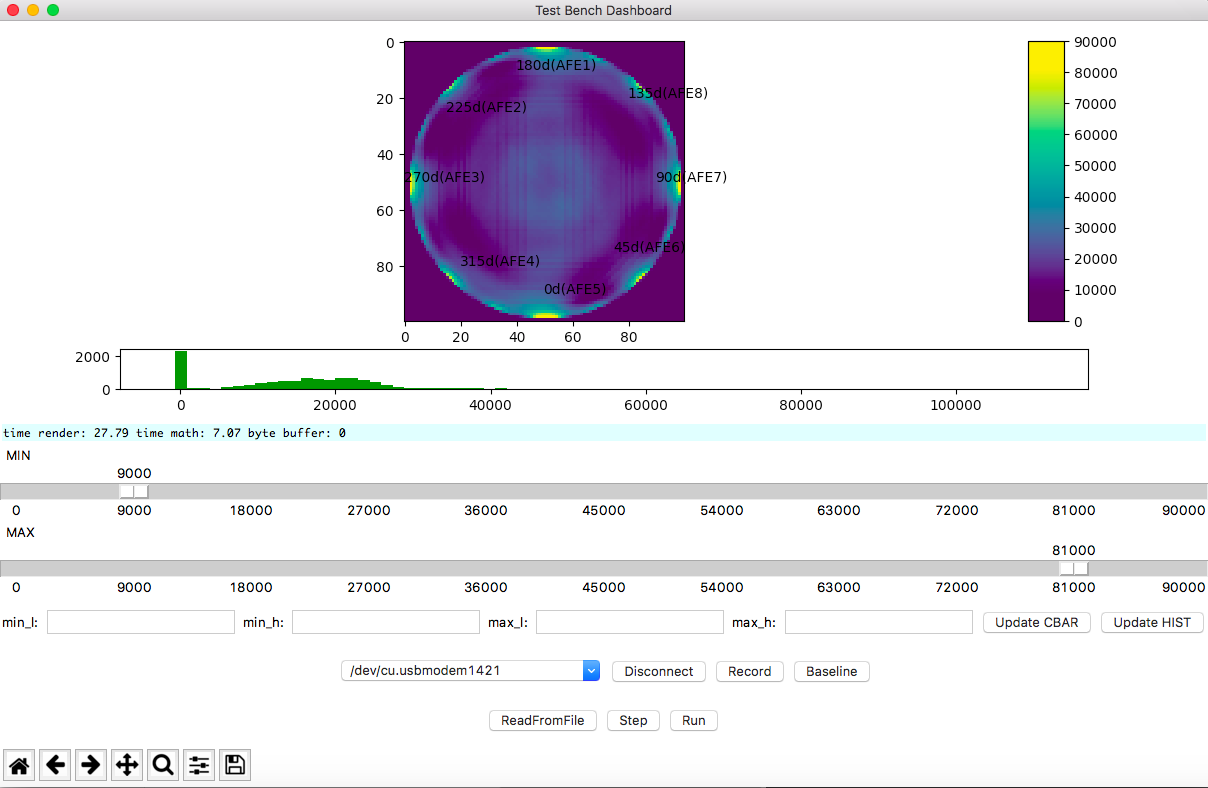 Test Bench Dashboard
0
20
40
60
80
0 20 40 60 80
180d(AFE1)
135d(AFE8)
225d(AFE2)
270d(AFE3)
90d(AFE7)
45d(AFE6)
315d(AFE4)
0d(AFE5)
90000
80000
70000
60000
50000
40000
30000
20000
10000
0
2000
0
0 20000 40000 60000 80000 100000
time render: 27.79 time math: 7.07 byte buffer: 0
MIN
9000
0 9000 18000 27000 36000 45000 54000 63000 72000 81000 90000
MAX
81000
0 9000 18000 27000 36000 45000 54000 63000 72000 81000 90000
min_l: min_h: max_l: max_h: Update CBAR Update HIST
/dev/cu.usbmodem1421 Disconnect Record Baseline
ReadFromFile Step Run